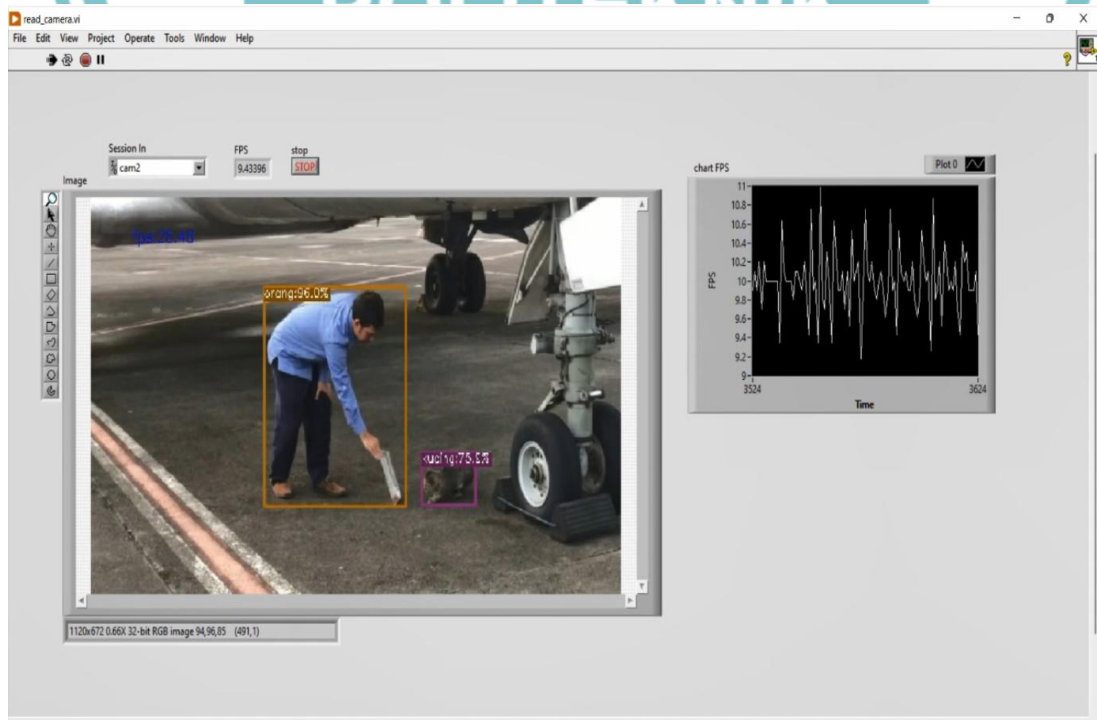 read_camera.vi
File Edit View Project Operate Tools Window Help
Session In
FPS
stop
cam2
9.43396
STOP
Image
fps:25.40
orang:96.0%
1120x672 0.66X 32-bit RGB image 94,96,85 (491,1)
chart FPS
Plot 0
11-
10.8-
10.6-
10.4-
10.2-
10-
9.8-
9.6-
9.4-
9.2-
9-
FPS
3524
3624
Time